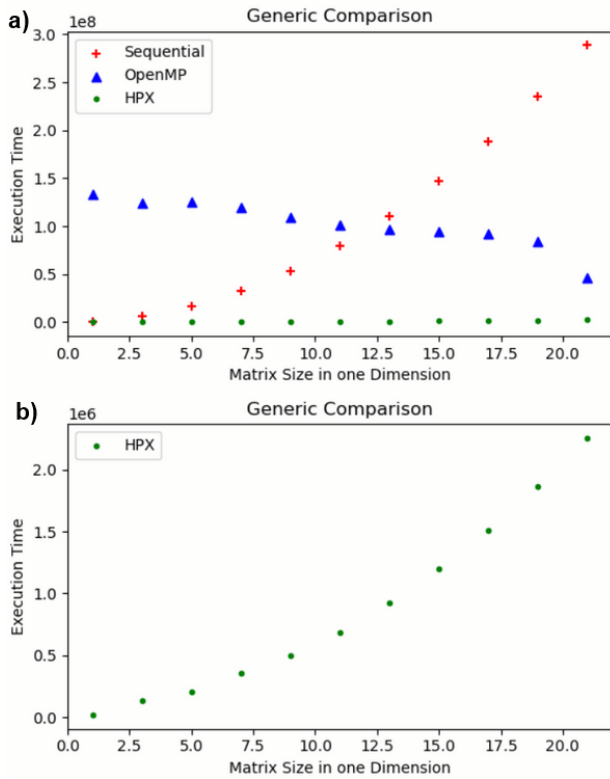 a)
Generic Comparison
1e8
Sequential
OpenMP
HPX
Execution Time
3.0
2.5
2.0
1.5
1.0
0.5
0.0
0.0 2.5 5.0 7.5 10.0 12.5 15.0 17.5 20.0
Matrix Size in one Dimension
b)
Generic Comparison
1e6
HPX
Execution Time
2.0
1.5
1.0
0.5
0.0
0.0 2.5 5.0 7.5 10.0 12.5 15.0 17.5 20.0
Matrix Size in one Dimension